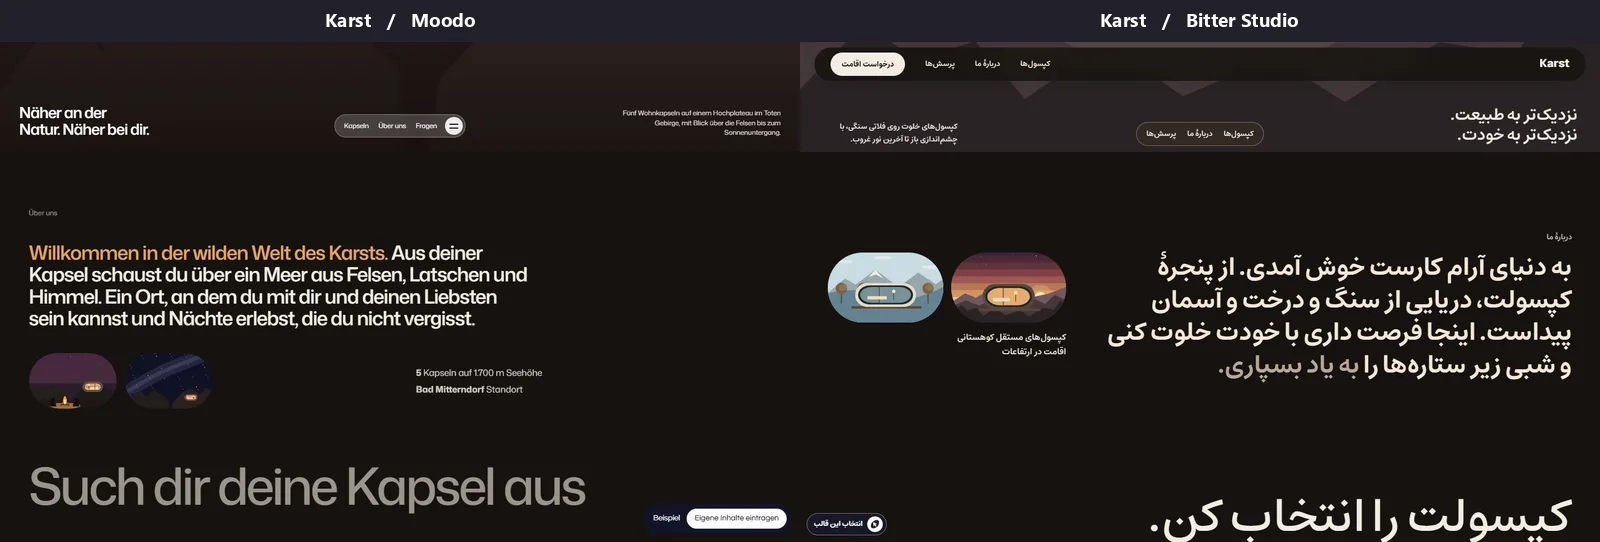 Karst / Moodo
Näher an der
Natur. Näher bei dir.
Kapseln Über uns Fragen
Fünf Wohnkapseln auf einem Hochplateau im Toten
Gebirge, mit Blick über die Felsen bis zum
Sonnenuntergang.
Über uns
Willkommen in der wilden Welt des Karsts. Aus deiner
Kapsel schaust du über ein Meer aus Felsen, Latschen und
Himmel. Ein Ort, an dem du mit dir und deinen Liebsten
sein kannst und Nächte erlebst, die du nicht vergisst.
5 Kapseln auf 1.700 m Seehöhe
Bad Mitterndorf Standort
Such dir deine Kapsel aus
Beispiel Eigene Inhalte eintragen
Karst / Bitter Studio
Karst
کپسول‌ها دربارهٔ ما پرسش‌ها درخواست اقامت
نزدیک‌تر به طبیعت.
نزدیک‌تر به خودت.
کپسول‌ها دربارهٔ ما پرسش‌ها
کپسول‌های خلوت روی فلاتی سنگی، با
چشم‌اندازی باز تا آخرین نور غروب.
دربارهٔ ما
به دنیای آرام کارست خوش آمدی. از پنجرهٔ
کپسولت، دریایی از سنگ و درخت و آسمان
پیداست. اینجا فرصت داری با خودت خلوت کنی
و شبی زیر ستاره‌ها را به یاد بسپاری.
کپسول‌های مستقل کوهستانی
اقامت در ارتفاعات
کپسولت را انتخاب کن.
انتخاب این قالب